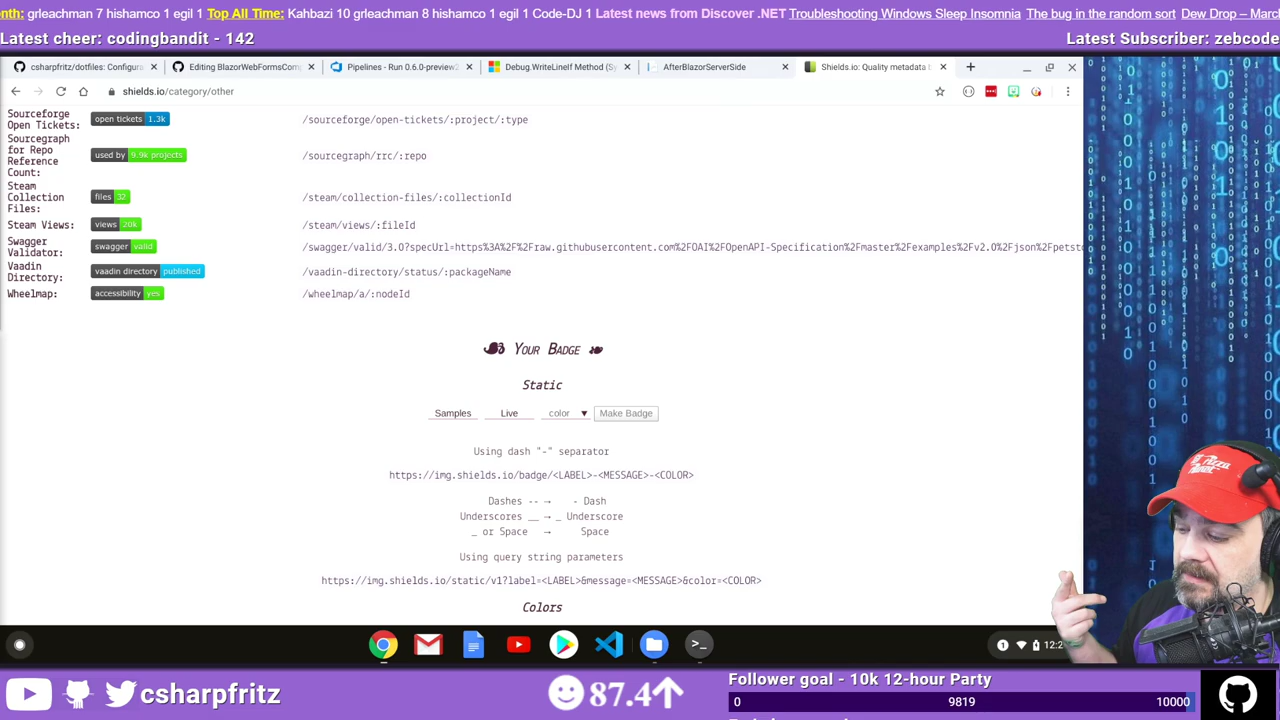 onth: grleachman 7 hishamco 1 egil 1 Top All Time: Kahbazi 10 grleachman 8 hishamco 1 egil 1 Code-DJ 1 Latest news from Discover .NET Troubleshooting Windows Sleep Insomnia The bug in the random sort Dew Drop – March
Latest cheer: codingbandit - 142
Latest Subscriber: zebcode
csharpfritz/dotfiles: Configura
Editing BlazorWebFormsCom
Pipelines - Run 0.6.0-preview2
Debug.WriteLineIf Method (Sy
AfterBlazorServerSide
Shields.io: Quality metadata b
shields.io/category/other
Sourceforge Open Tickets: open tickets 1.3k /sourceforge/open-tickets/:project/:type
Sourcegraph for Repo Reference Count: used by 9.9k projects /sourcegraph/rrc/:repo
Steam Collection Files: files 32 /steam/collection-files/:collectionId
Steam Views: views 20k /steam/views/:fileId
Swagger Validator: swagger valid /swagger/valid/3.0?specUrl=https%3A%2F%2Fraw.githubusercontent.com%2FOAI%2FOpenAPI-Specification%2Fmaster%2Fexamples%2Fv2.0%2Fjson%2Fpetsto
Vaadin Directory: vaadin directory published /vaadin-directory/status/:packageName
Wheelmap: accessibility yes /wheelmap/a/:nodeId
Your Badge
Static
Samples Live color Make Badge
Using dash "-" separator
https://img.shields.io/badge/<LABEL>-<MESSAGE>-<COLOR>
Dashes -- → - Dash
Underscores __ → _ Underscore
_ or Space → Space
Using query string parameters
https://img.shields.io/static/v1?label=<LABEL>&message=<MESSAGE>&color=<COLOR>
Colors
1 12:2
csharpfritz
87.4
Follower goal - 10k 12-hour Party
0 9819 10000